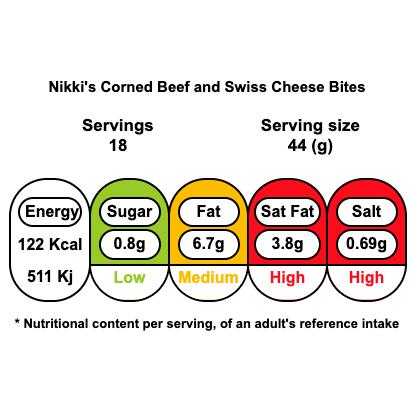 Nikki's Corned Beef and Swiss Cheese Bites
Servings Serving size
18 44 (g)
Energy Sugar Fat Sat Fat Salt
122 Kcal 0.8g 6.7g 3.8g 0.69g
511 Kj Low Medium High High
* Nutritional content per serving, of an adult's reference intake